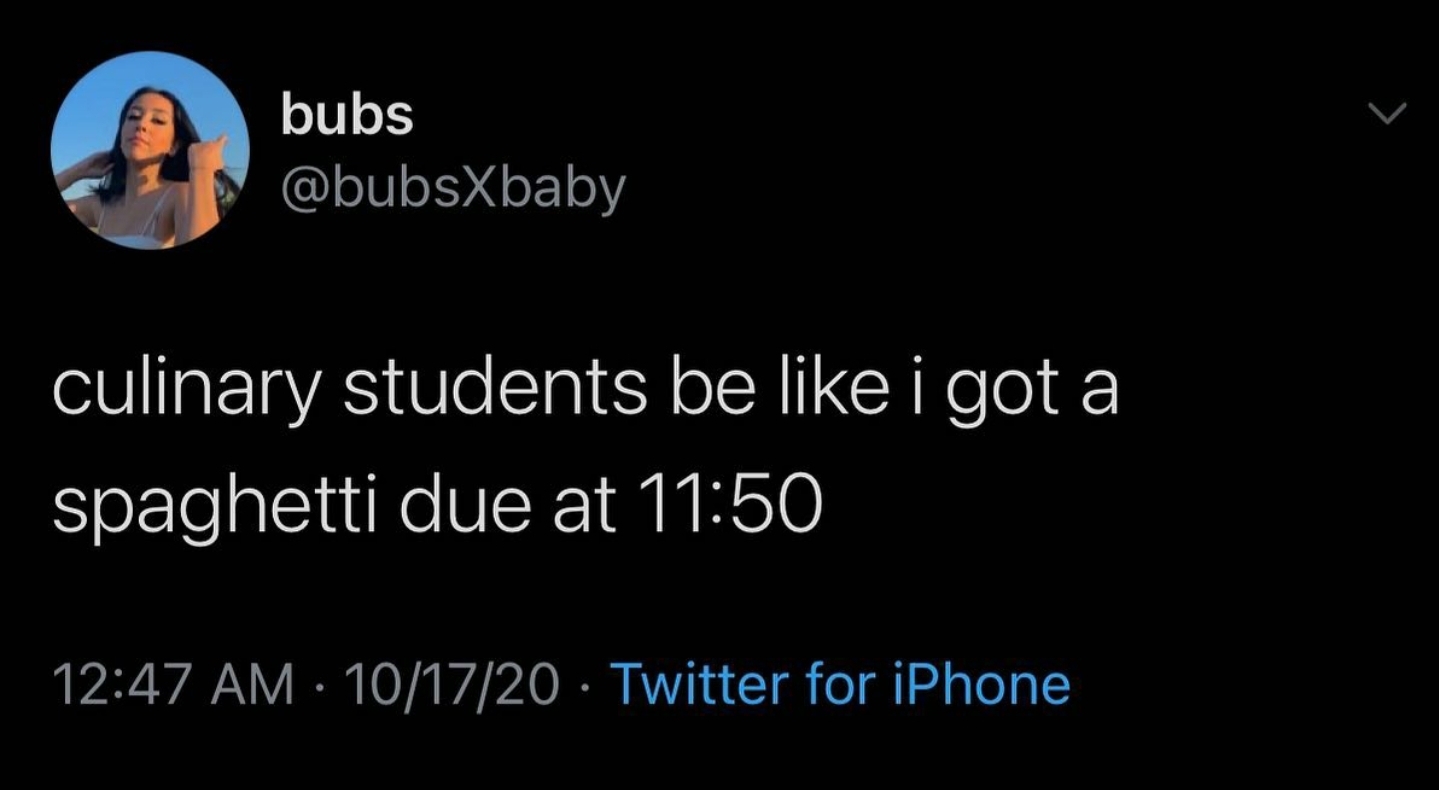 bubs
@bubsXbaby
culinary students be like i got a
spaghetti due at 11:50
12:47 AM · 10/17/20 · Twitter for iPhone